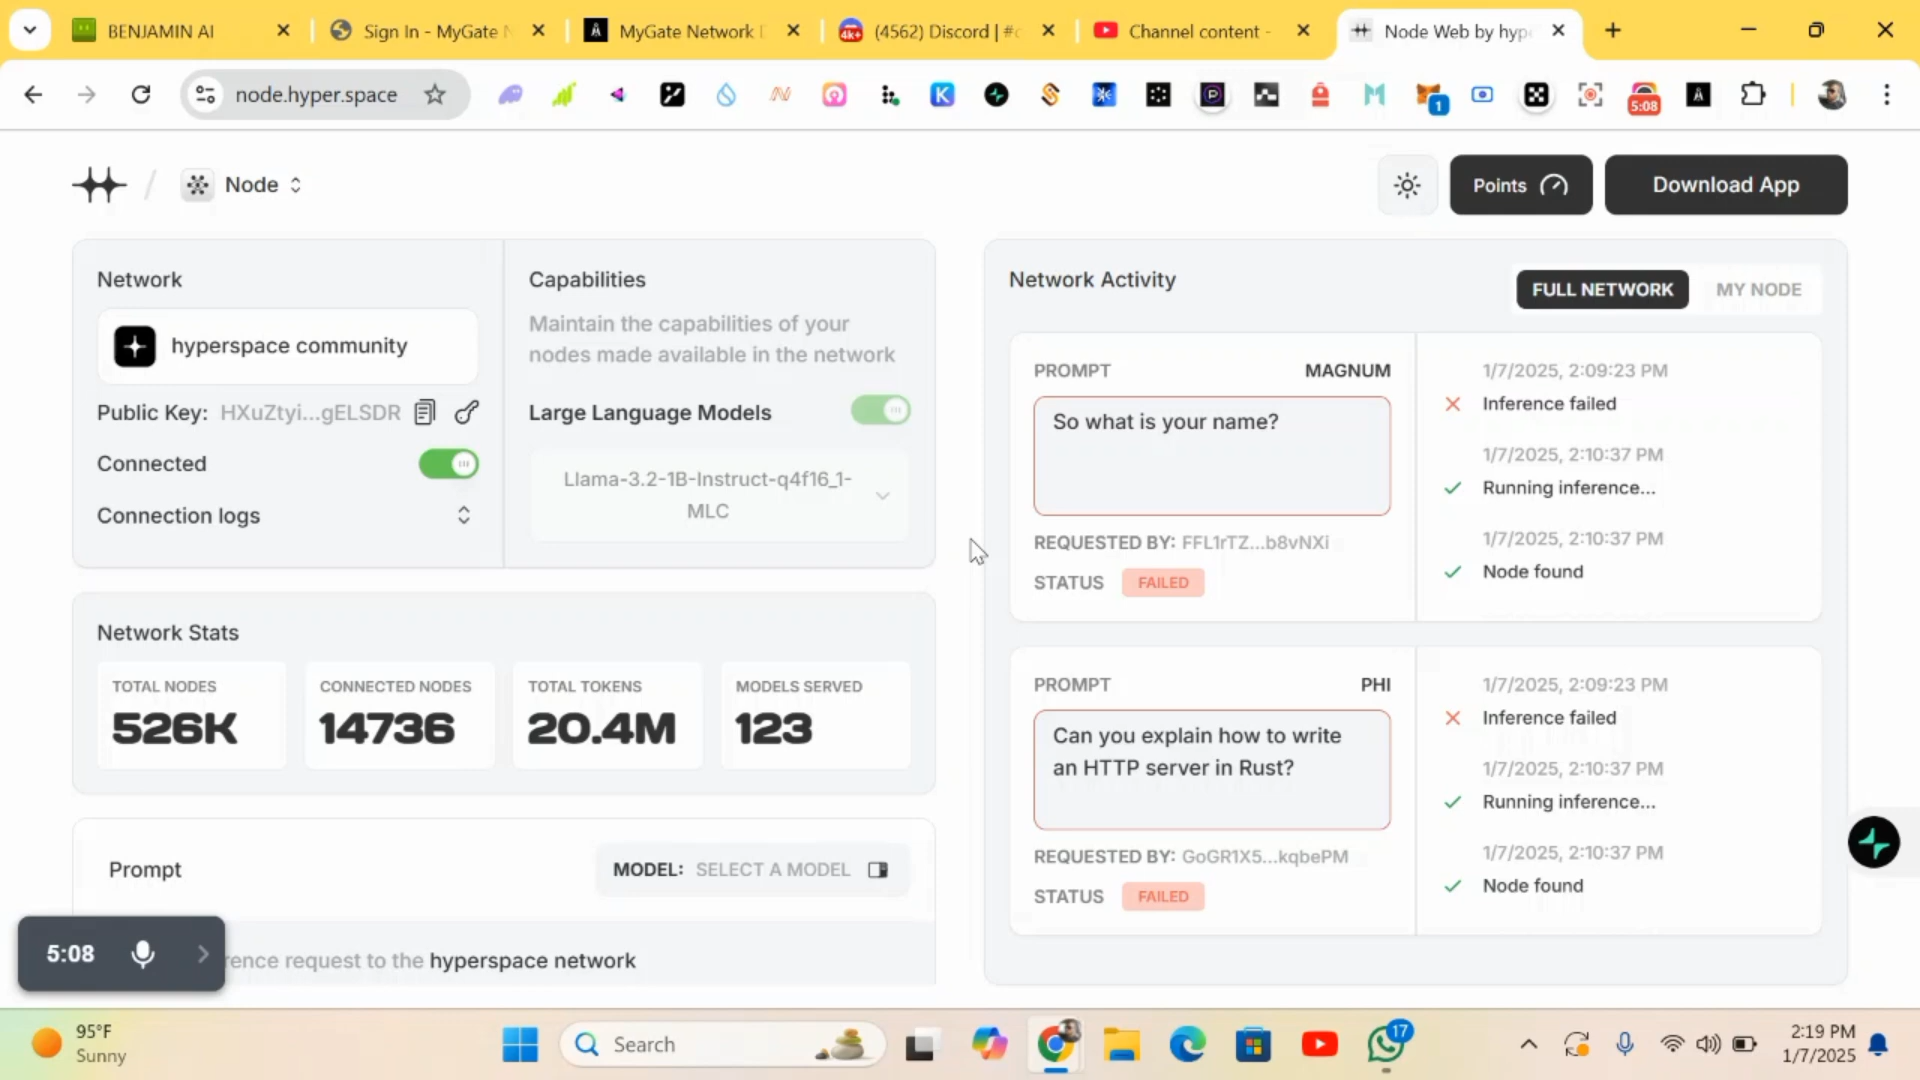 BENJAMIN AI
Sign In - MyGate N
MyGate Network D
4k+
(4562) Discord | #c
Channel content -
Node Web by hype
node.hyper.space
1
5:08
/
Node
Points
Download App
Network
hyperspace community
Public Key: HXuZtyi...gELSDR
Connected
Connection logs
Capabilities
Maintain the capabilities of your
nodes made available in the network
Large Language Models
Llama-3.2-1B-Instruct-q4f16_1-
MLC
Network Stats
TOTAL NODES
526K
CONNECTED NODES
14736
TOTAL TOKENS
20.4M
MODELS SERVED
123
Prompt
MODEL: SELECT A MODEL
rence request to the hyperspace network
5:08
Network Activity
FULL NETWORK
MY NODE
PROMPT
MAGNUM
So what is your name?
REQUESTED BY: FFL1rTZ...b8vNXi
STATUS FAILED
1/7/2025, 2:09:23 PM
Inference failed
1/7/2025, 2:10:37 PM
Running inference...
1/7/2025, 2:10:37 PM
Node found
PROMPT
PHI
Can you explain how to write
an HTTP server in Rust?
REQUESTED BY: GoGR1X5...kqbePM
STATUS FAILED
1/7/2025, 2:09:23 PM
Inference failed
1/7/2025, 2:10:37 PM
Running inference...
1/7/2025, 2:10:37 PM
Node found
95°F
Sunny
Search
17
2:19 PM
1/7/2025